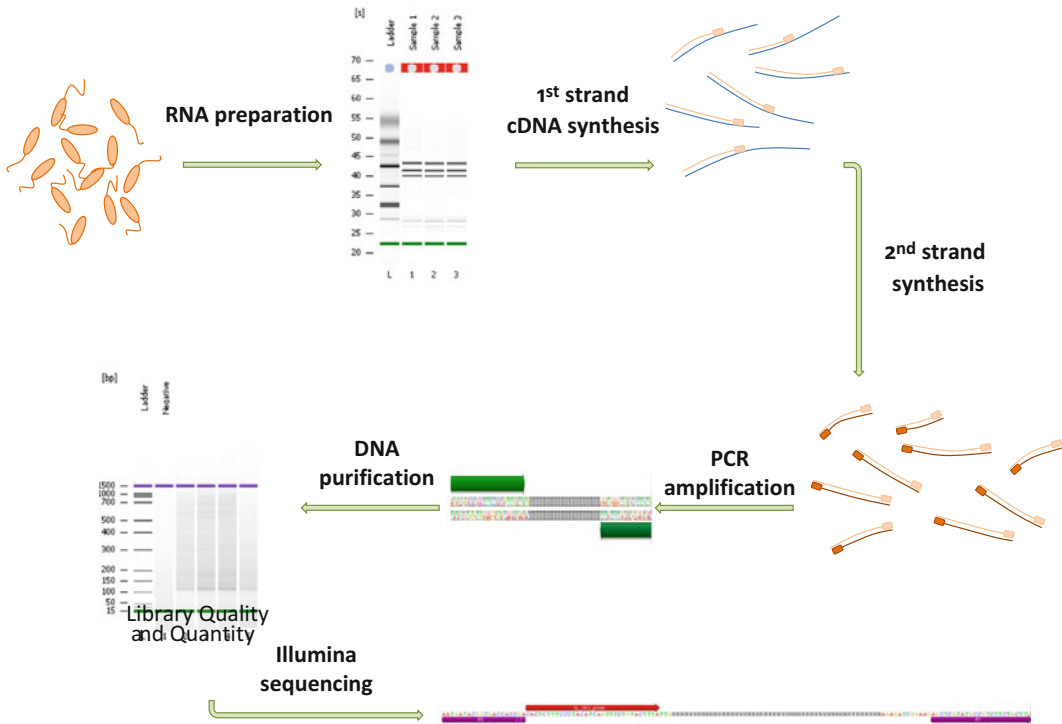 RNA preparation
[s]
Ladder
Sample 1
Sample 2
Sample 3
70
65
60
55
50
45
40
35
30
25
20
L
1
2
3
1st strand
cDNA synthesis
2nd strand
synthesis
PCR
amplification
DNA
purification
[bp]
Ladder
Negative
1500
1000
700
500
400
300
200
150
100
50
15
Library Quality
and Quantity
Illumina
sequencing